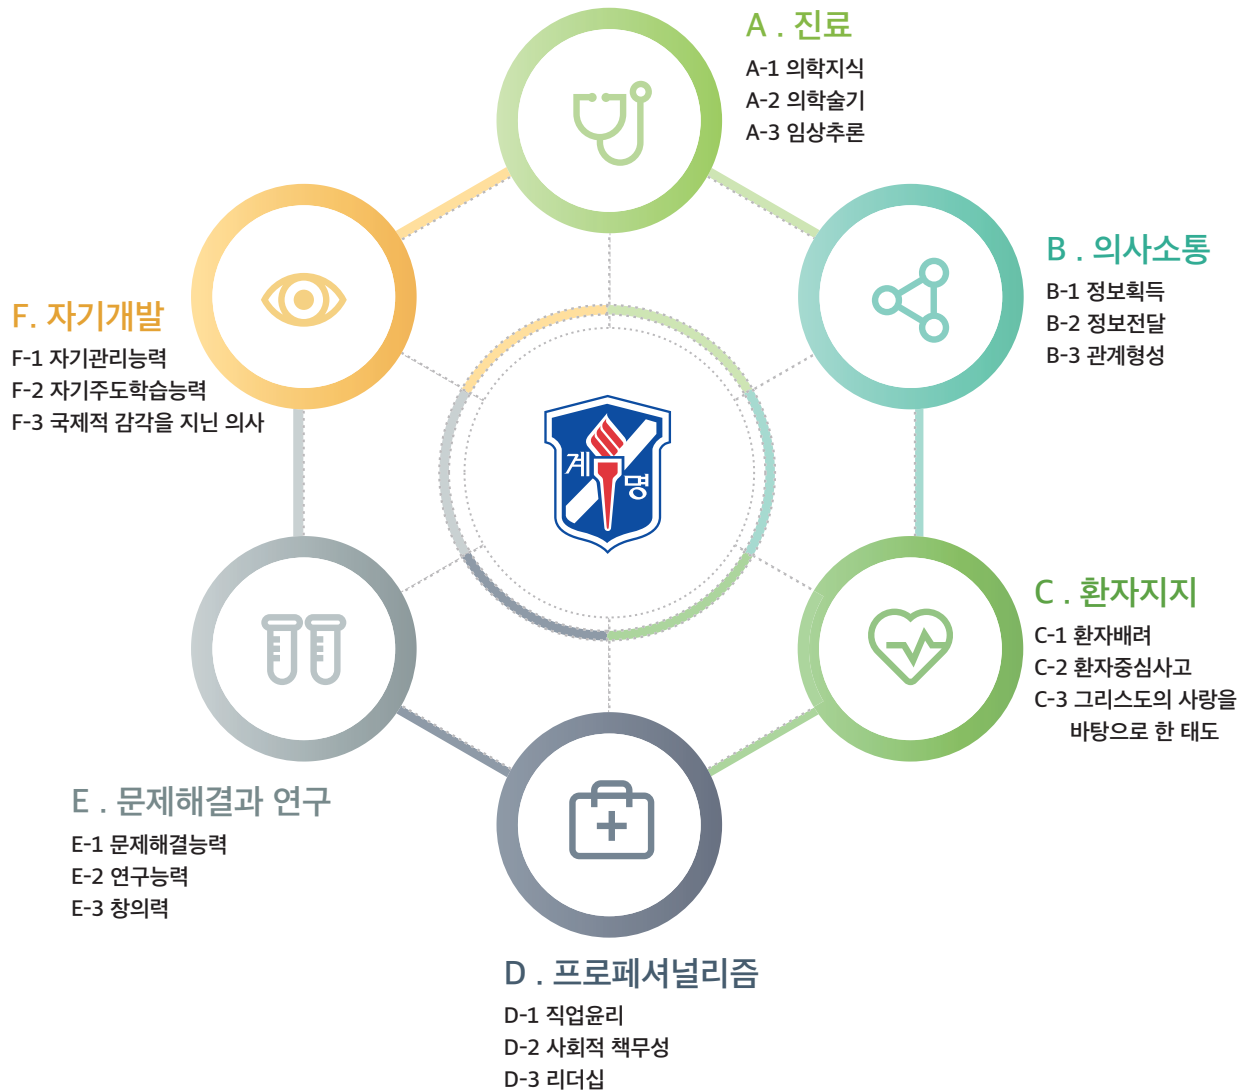 A . 진료
A-1 의학지식
A-2 의학술기
A-3 임상추론
B . 의사소통
B-1 정보획득
B-2 정보전달
B-3 관계형성
C . 환자지지
C-1 환자배려
C-2 환자중심사고
C-3 그리스도의 사랑을
바탕으로 한 태도
D . 프로페셔널리즘
D-1 직업윤리
D-2 사회적 책무성
D-3 리더십
E . 문제해결과 연구
E-1 문제해결능력
E-2 연구능력
E-3 창의력
F. 자기개발
F-1 자기관리능력
F-2 자기주도학습능력
F-3 국제적 감각을 지닌 의사
계
명